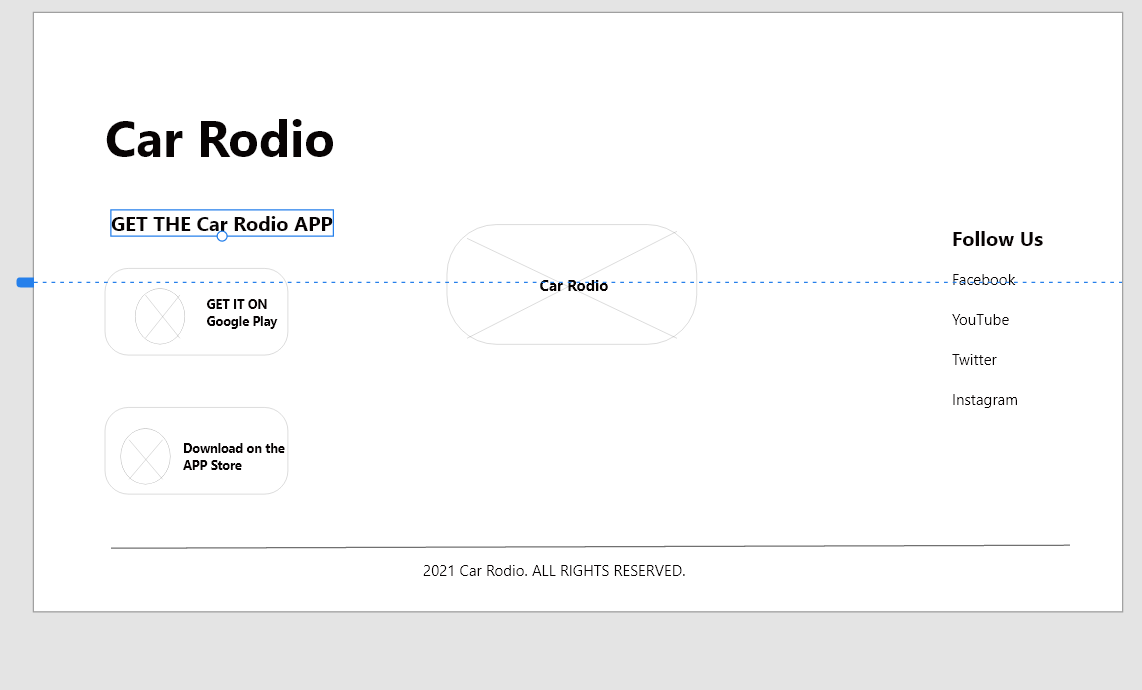 Car Rodio
GET THE Car Rodio APP
GET IT ON
Google Play
Download on the
APP Store
Car Rodio
Follow Us
Facebook
YouTube
Twitter
Instagram
2021 Car Rodio. ALL RIGHTS RESERVED.